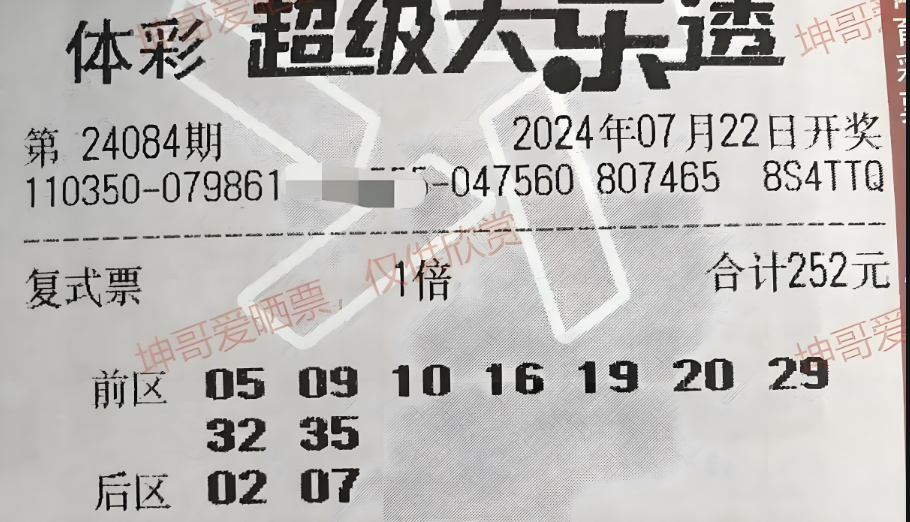 体彩 超级大乐透
第 24084期 2024年07月22日开奖
110350-079861 -047560 807465 8S4TTQ
复式票 1倍 合计252元
前区 05 09 10 16 19 20 29
32 35
后区 02 07
坤哥爱晒票，仅供欣赏
坤哥爱
坤哥爱